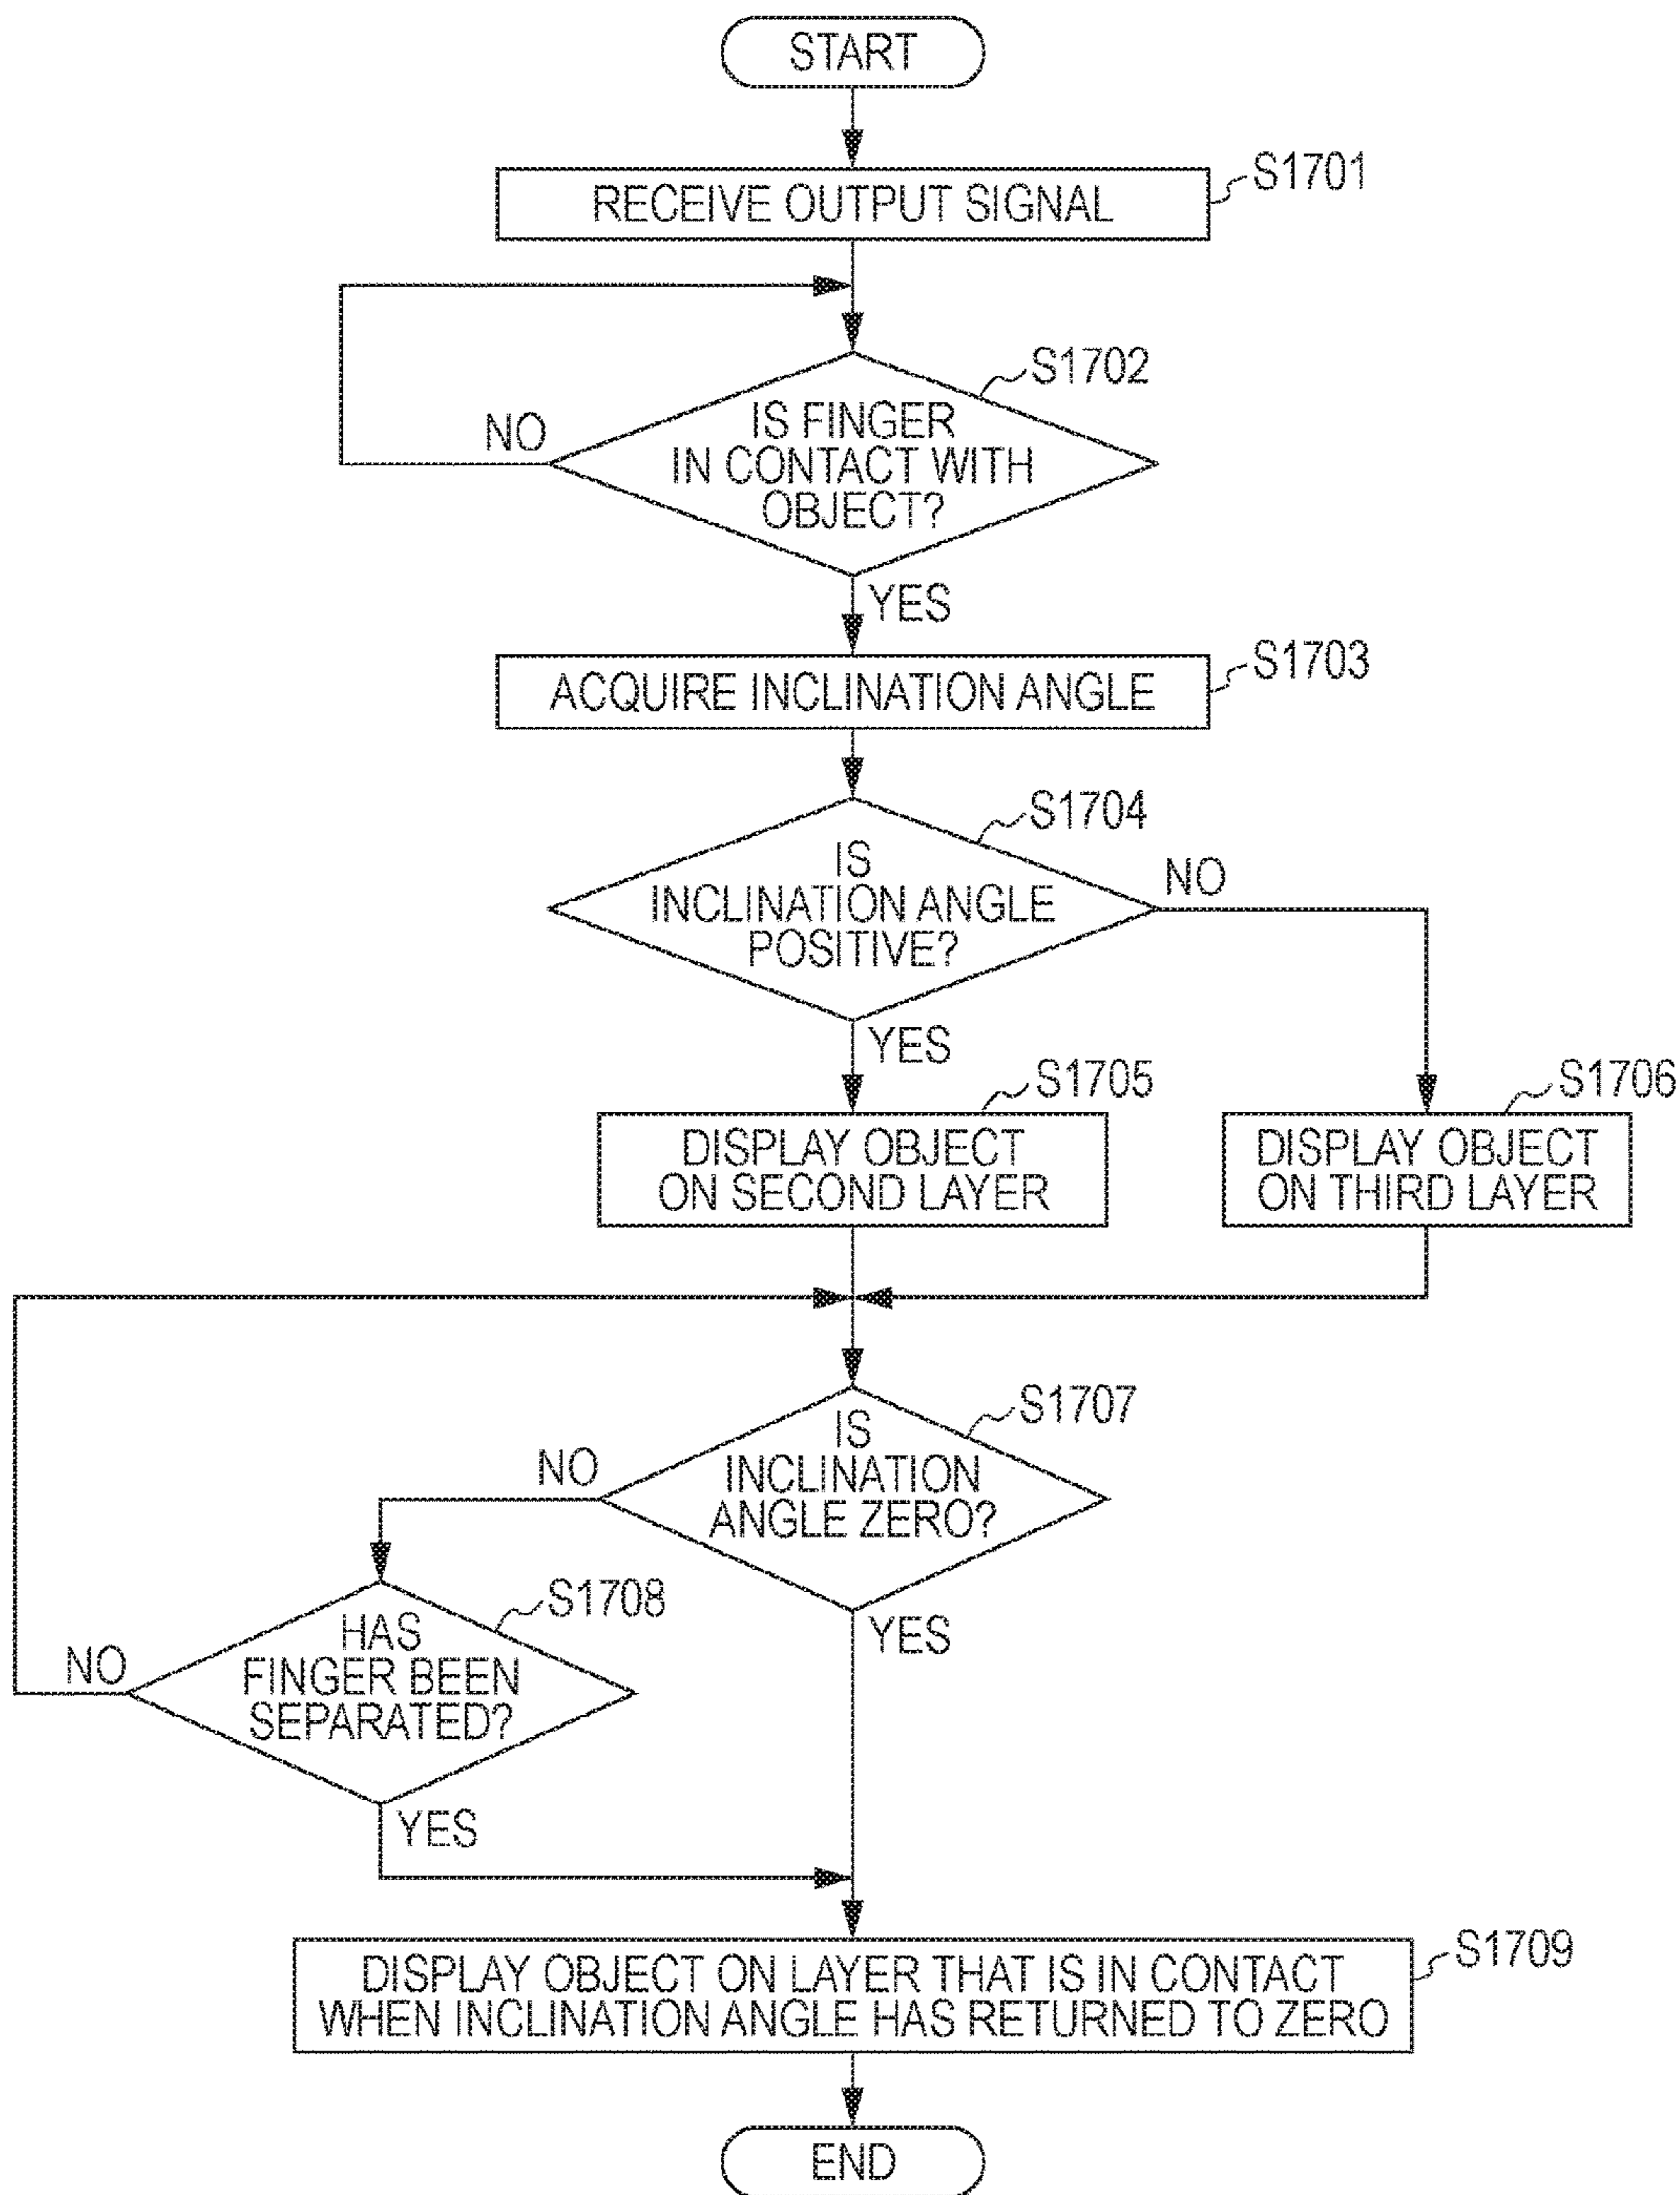 START
RECEIVE OUTPUT SIGNAL
S1701
S1702
NO
IS FINGER
IN CONTACT WITH
OBJECT?
YES
ACQUIRE INCLINATION ANGLE
S1703
S1704
IS
INCLINATION ANGLE
POSITIVE?
NO
YES
S1705
S1706
DISPLAY OBJECT
ON SECOND LAYER
DISPLAY OBJECT
ON THIRD LAYER
S1707
IS
INCLINATION
ANGLE ZERO?
NO
YES
S1708
HAS
FINGER BEEN
SEPARATED?
NO
YES
S1709
DISPLAY OBJECT ON LAYER THAT IS IN CONTACT
WHEN INCLINATION ANGLE HAS RETURNED TO ZERO
END